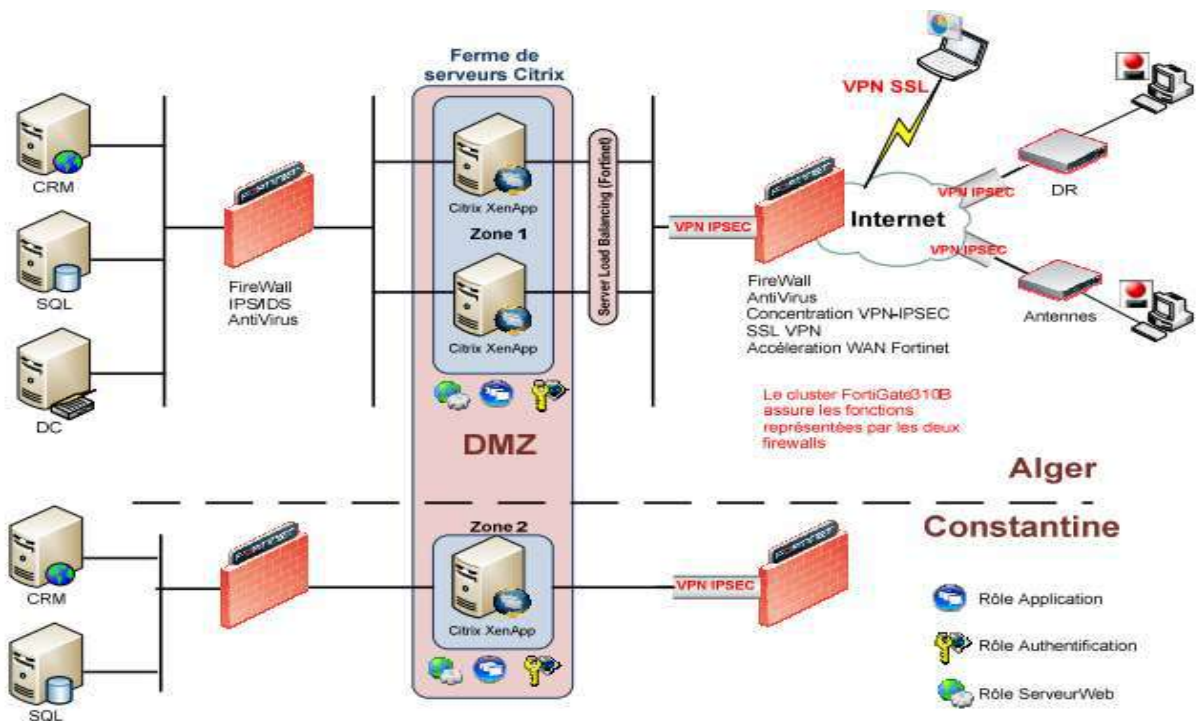 Ferme de
serveurs Citrix
VPN SSL
CRM
SQL
DC
FireWall
IPS/IDS
AntiVirus
Citrix XenApp
Zone 1
Citrix XenApp
Server Load Balancing (Fortinet)
VPN IPSEC
Internet
VPN IPSEC
DR
VPN IPSEC
Antennes
FireWall
AntiVirus
Concentration VPN-IPSEC
SSL VPN
Accéleration WAN Fortinet
Le cluster FortiGate310B
assure les fonctions
représentées par les deux
firewalls
DMZ
Alger
Constantine
CRM
SQL
Zone 2
Citrix XenApp
VPN IPSEC
Rôle Application
Rôle Authentification
Rôle ServeurWeb